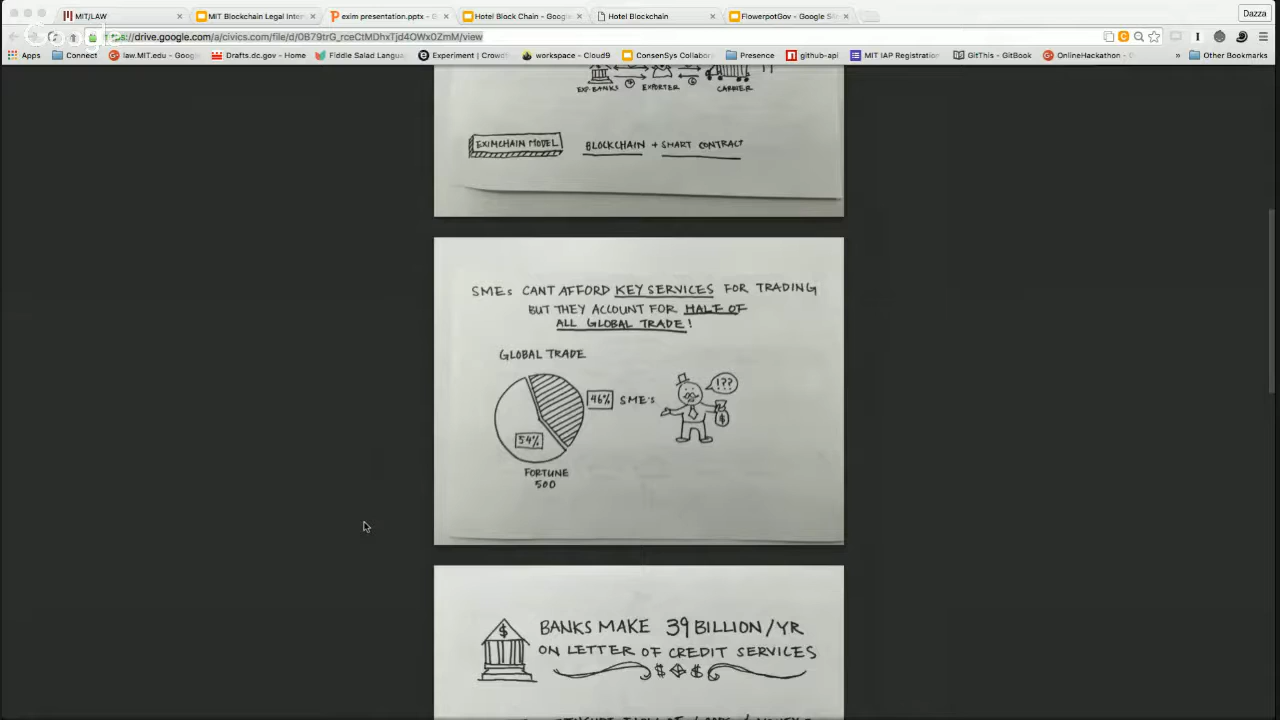 MIT/LAW
MIT Blockchain Legal Inter
exim presentation.pptx - G
Hotel Block Chain - Goog
Hotel Blockchain
FlowerpotGov - Google Sli
Dazza
https://drive.google.com/a/civics.com/file/d/0B79trG_rceCtMDhxTjd4OWx0ZmM/view
Apps
Connect
law.MIT.edu - Googl
Drafts.dc.gov - Home
Fiddle Salad Langua
Experiment | Crowdf
workspace - Cloud9
ConsenSys Collabor
Presence
github-api
MIT IAP Registration
GitThis - GitBook
OnlineHackathon -
Other Bookmarks
EXP. BANKS
EXPORTER
CARRIER
EXIMCHAIN MODEL
BLOCKCHAIN + SMART CONTRACT
SMEs CANT AFFORD KEY SERVICES FOR TRADING
BUT THEY ACCOUNT FOR HALF OF
ALL GLOBAL TRADE!
GLOBAL TRADE
46% SME's
!??
$
54%
FORTUNE
500
$
BANKS MAKE 39 BILLION/YR
ON LETTER OF CREDIT SERVICES